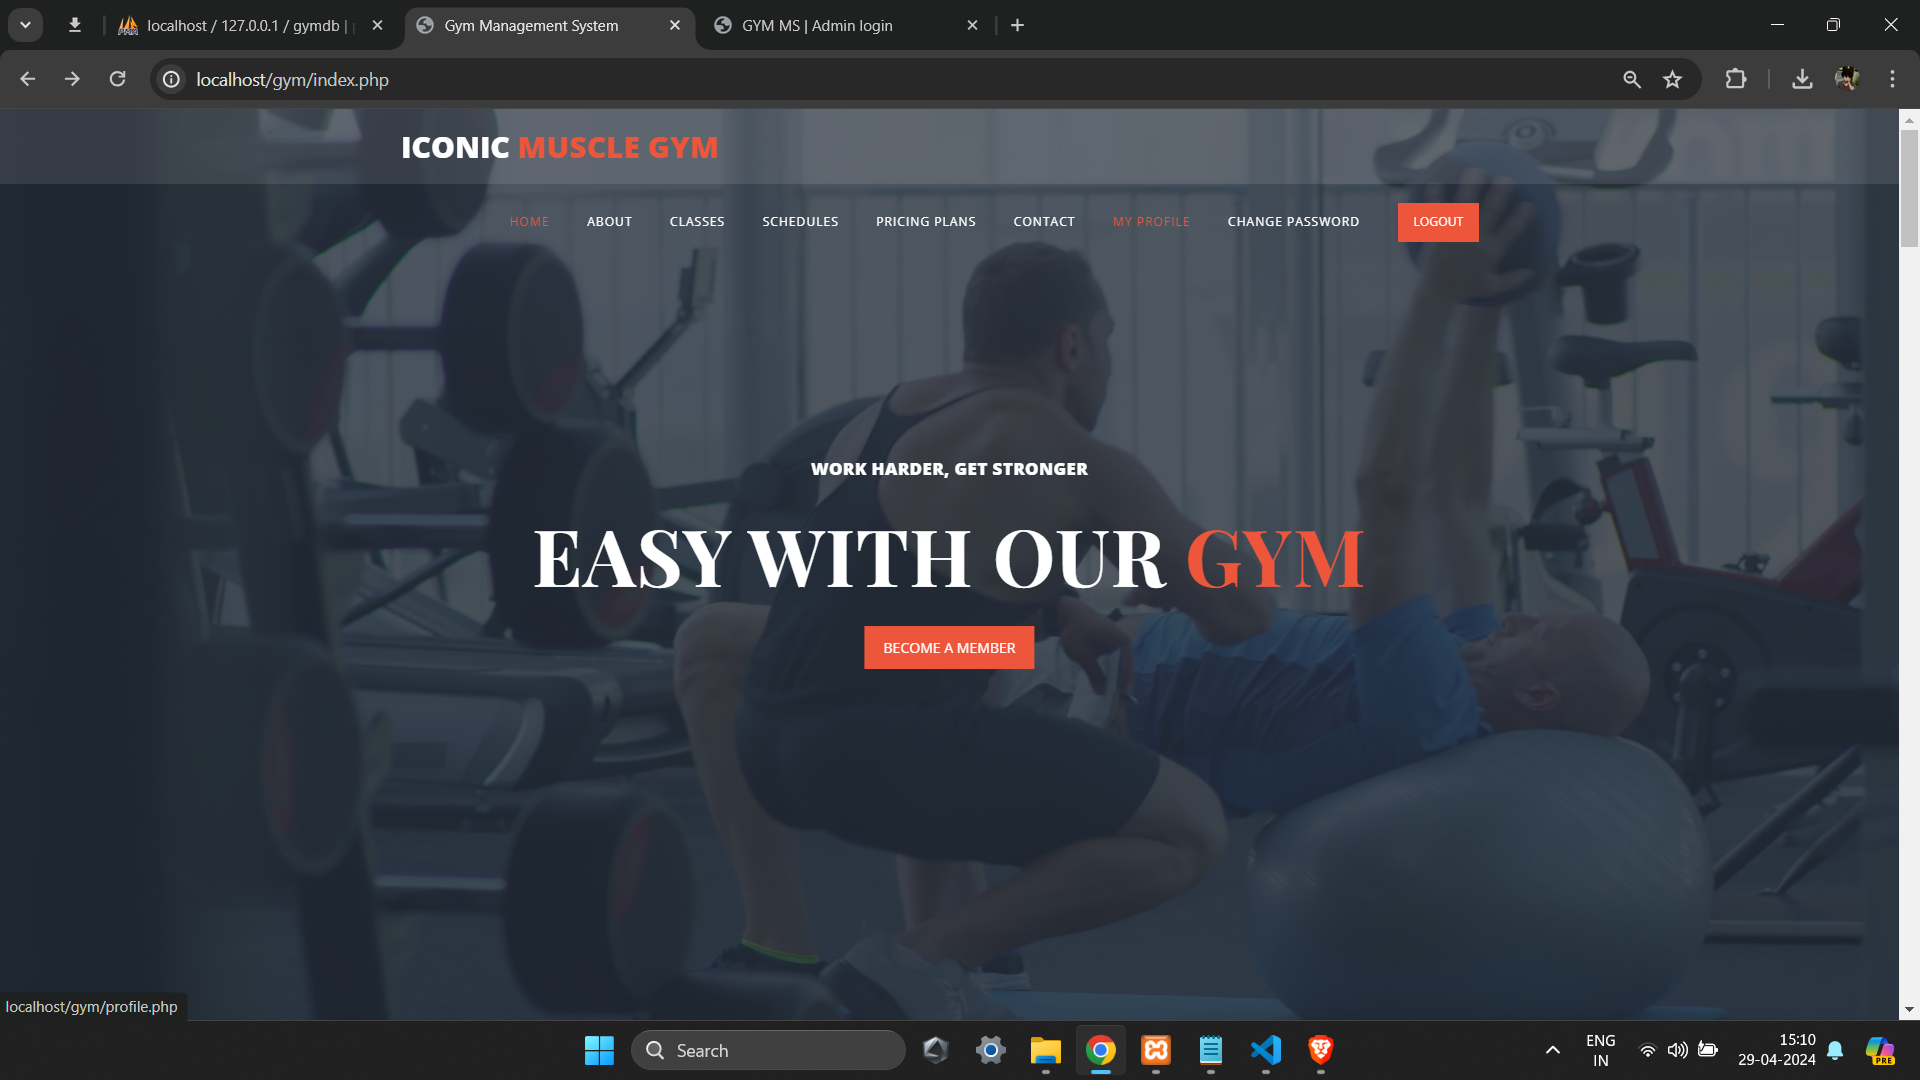 localhost / 127.0.0.1 / gymdb |
Gym Management System
GYM MS | Admin login
localhost/gym/index.php
ICONIC MUSCLE GYM
HOME
ABOUT
CLASSES
SCHEDULES
PRICING PLANS
CONTACT
MY PROFILE
CHANGE PASSWORD
LOGOUT
WORK HARDER, GET STRONGER
EASY WITH OUR GYM
BECOME A MEMBER
localhost/gym/profile.php
Search
ENG
IN
15:10
29-04-2024
PRE